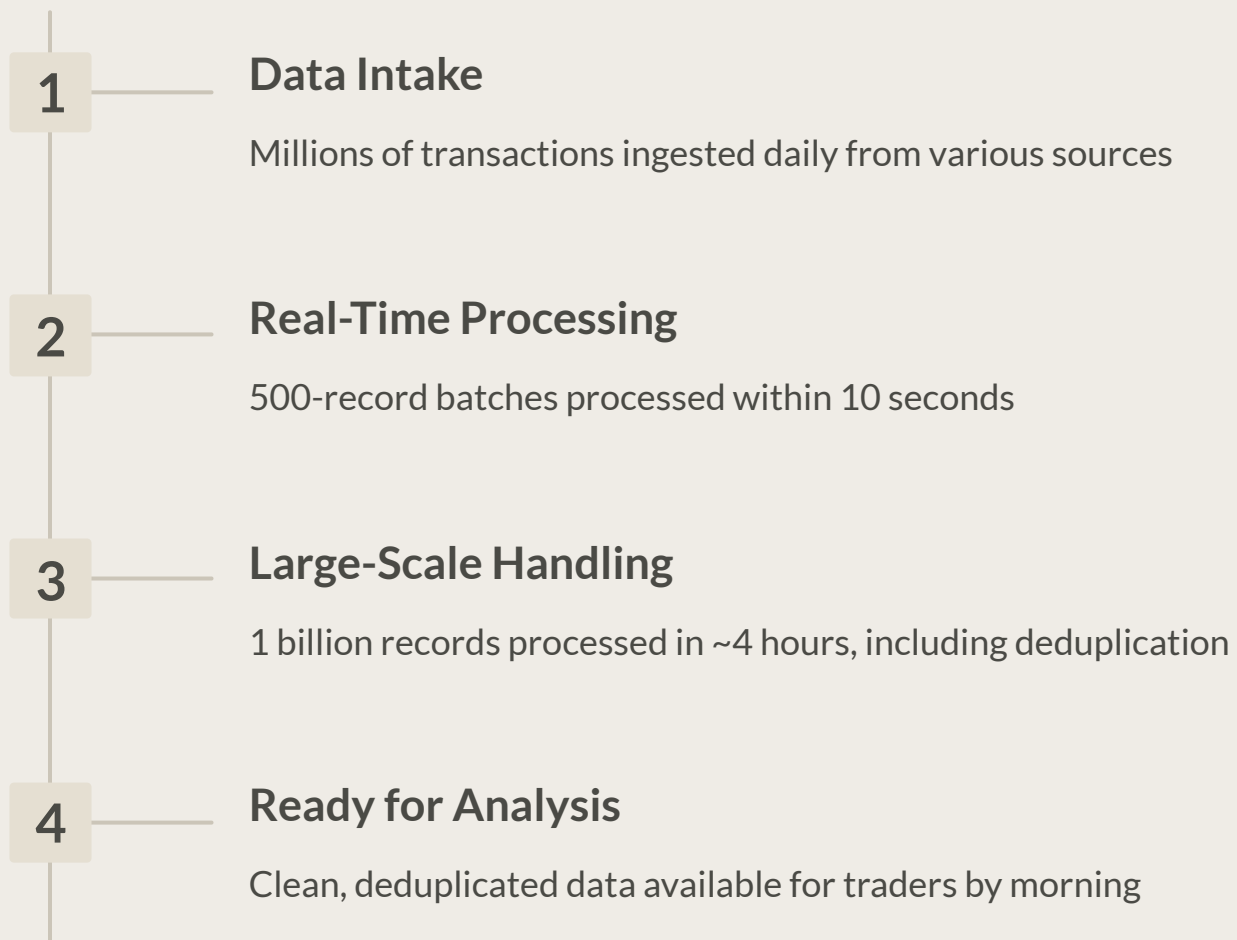 1
Data Intake
Millions of transactions ingested daily from various sources
2
Real-Time Processing
500-record batches processed within 10 seconds
3
Large-Scale Handling
1 billion records processed in ~4 hours, including deduplication
4
Ready for Analysis
Clean, deduplicated data available for traders by morning